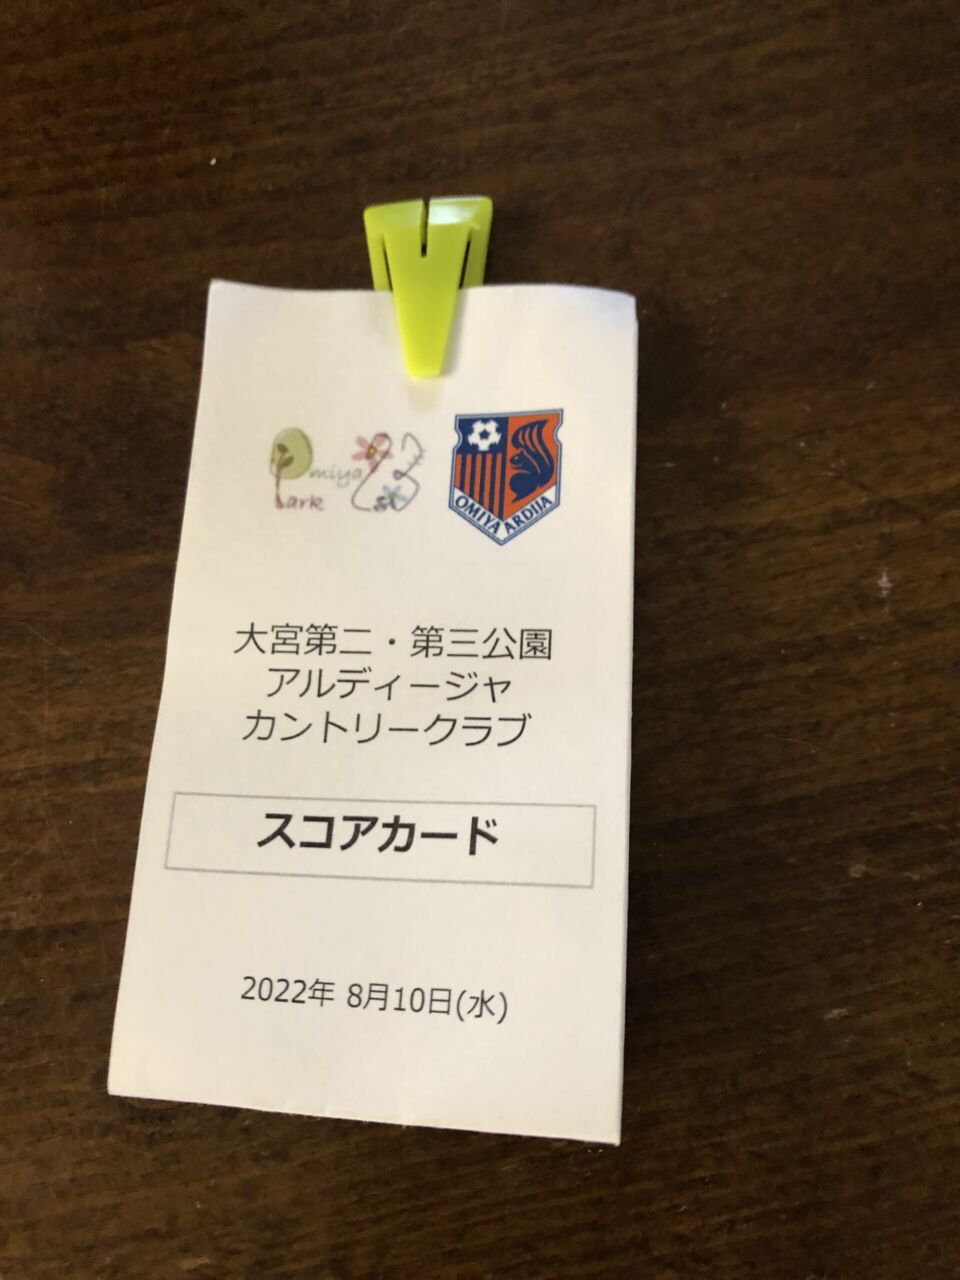 Omiya
Park
OMIYA ARDIJA
大宮第二・第三公園
アルディージャ
カントリークラブ
スコアカード
2022年 8月10日(水)